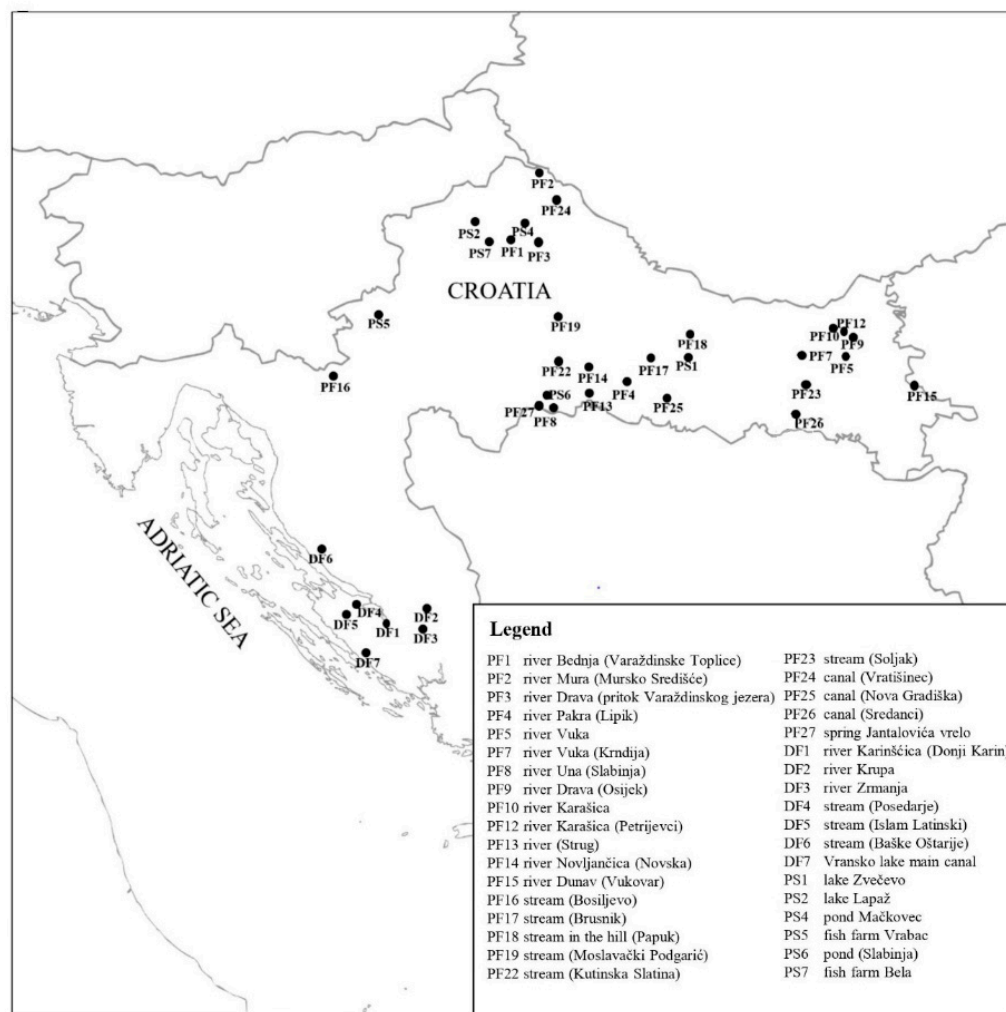 PF2
PF24
PS2
PS4
PS7
PF1
PF3
CROATIA
PS5
PF19
PF18
PF12
PF10
PF9
PF16
PF22
PF14
PF17
PS1
PF7
PF5
PF4
PS6
PF13
PF25
PF23
PF15
PF27
PF8
PF26
ADRIATIC SEA
DF6
DF4
DF5
DF1
DF2
DF3
DF7
Legend
PF1 river Bednja (Varaždinske Toplice)
PF2 river Mura (Mursko Središće)
PF3 river Drava (pritok Varaždinskog jezera)
PF4 river Pakra (Lipik)
PF5 river Vuka
PF7 river Vuka (Krndija)
PF8 river Una (Slabinja)
PF9 river Drava (Osijek)
PF10 river Karašica
PF12 river Karašica (Petrijevci)
PF13 river (Strug)
PF14 river Novljančica (Novska)
PF15 river Dunav (Vukovar)
PF16 stream (Bosiljevo)
PF17 stream (Brusnik)
PF18 stream in the hill (Papuk)
PF19 stream (Moslavački Podgarić)
PF22 stream (Kutinska Slatina)
PF23 stream (Soljak)
PF24 canal (Vratišinec)
PF25 canal (Nova Gradiška)
PF26 canal (Sredanci)
PF27 spring Jantalovića vrelo
DF1 river Karinščica (Donji Karin)
DF2 river Krupa
DF3 river Zrmanja
DF4 stream (Posedarje)
DF5 stream (Islam Latinski)
DF6 stream (Baške Oštarije)
DF7 Vransko lake main canal
PS1 lake Zvečevo
PS2 lake Lapaž
PS4 pond Mačkovec
PS5 fish farm Vrabac
PS6 pond (Slabinja)
PS7 fish farm Bela